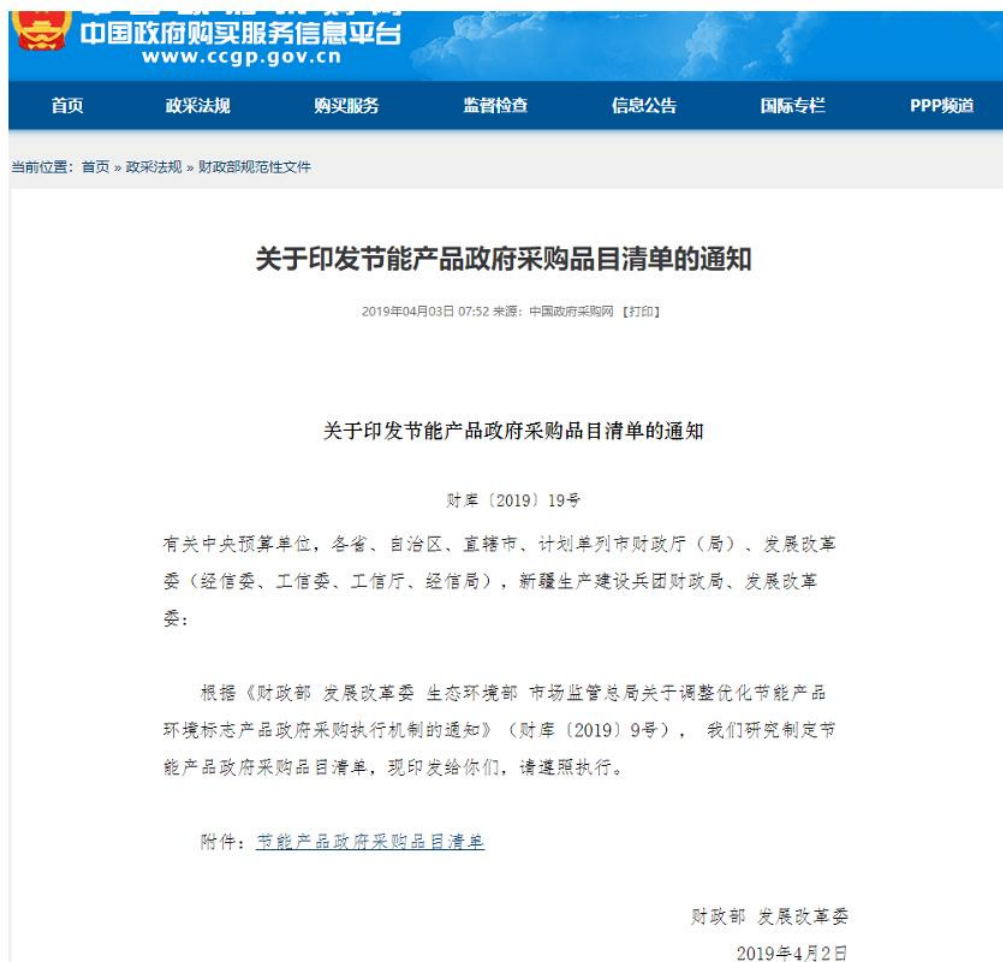 中国政府购买服务信息平台
www.ccgp.gov.cn
首页 政采法规 购买服务 监督检查 信息公告 国际专栏 PPP频道
当前位置：首页 » 政采法规 » 财政部规范性文件
关于印发节能产品政府采购品目清单的通知
2019年04月03日 07:52 来源：中国政府采购网 【打印】
关于印发节能产品政府采购品目清单的通知
财库〔2019〕19号
有关中央预算单位，各省、自治区、直辖市、计划单列市财政厅（局）、发展改革
委（经信委、工信委、工信厅、经信局），新疆生产建设兵团财政局、发展改革
委：
根据《财政部 发展改革委 生态环境部 市场监管总局关于调整优化节能产品
环境标志产品政府采购执行机制的通知》（财库〔2019〕9号）， 我们研究制定节
能产品政府采购品目清单，现印发给你们，请遵照执行。
附件：节能产品政府采购品目清单
财政部 发展改革委
2019年4月2日